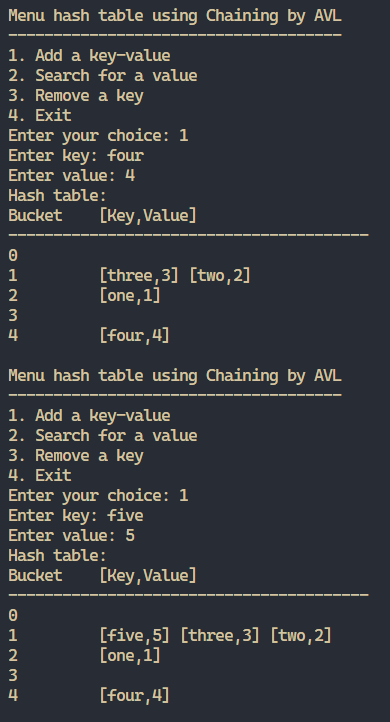 Menu hash table using Chaining by AVL
-------------------------------------
1. Add a key-value
2. Search for a value
3. Remove a key
4. Exit
Enter your choice: 1
Enter key: four
Enter value: 4
Hash table:
Bucket    [Key,Value]
----------------------------------------
0
1         [three,3] [two,2]
2         [one,1]
3
4         [four,4]

Menu hash table using Chaining by AVL
-------------------------------------
1. Add a key-value
2. Search for a value
3. Remove a key
4. Exit
Enter your choice: 1
Enter key: five
Enter value: 5
Hash table:
Bucket    [Key,Value]
----------------------------------------
0
1         [five,5] [three,3] [two,2]
2         [one,1]
3
4         [four,4]